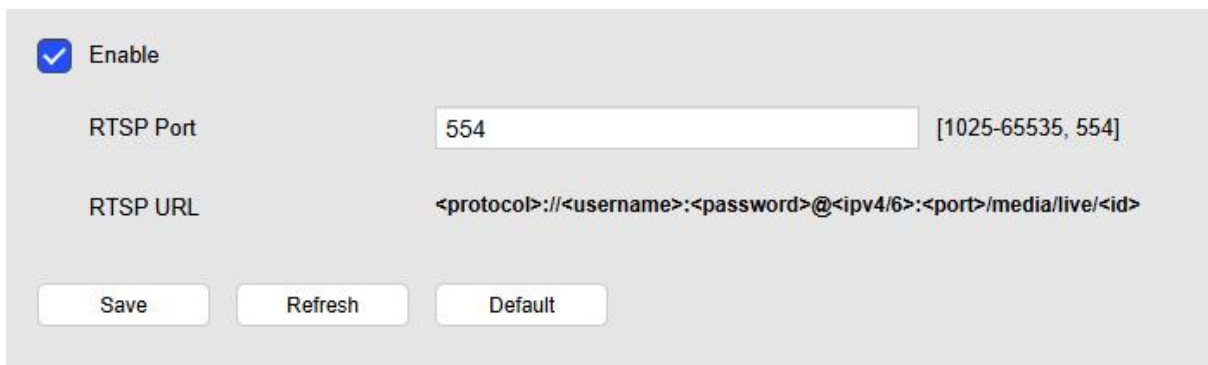 Enable
RTSP Port 554 [1025-65535, 554]
RTSP URL <protocol>://<username>:<password>@<ipv4/6>:<port>/media/live/<id>
Save Refresh Default